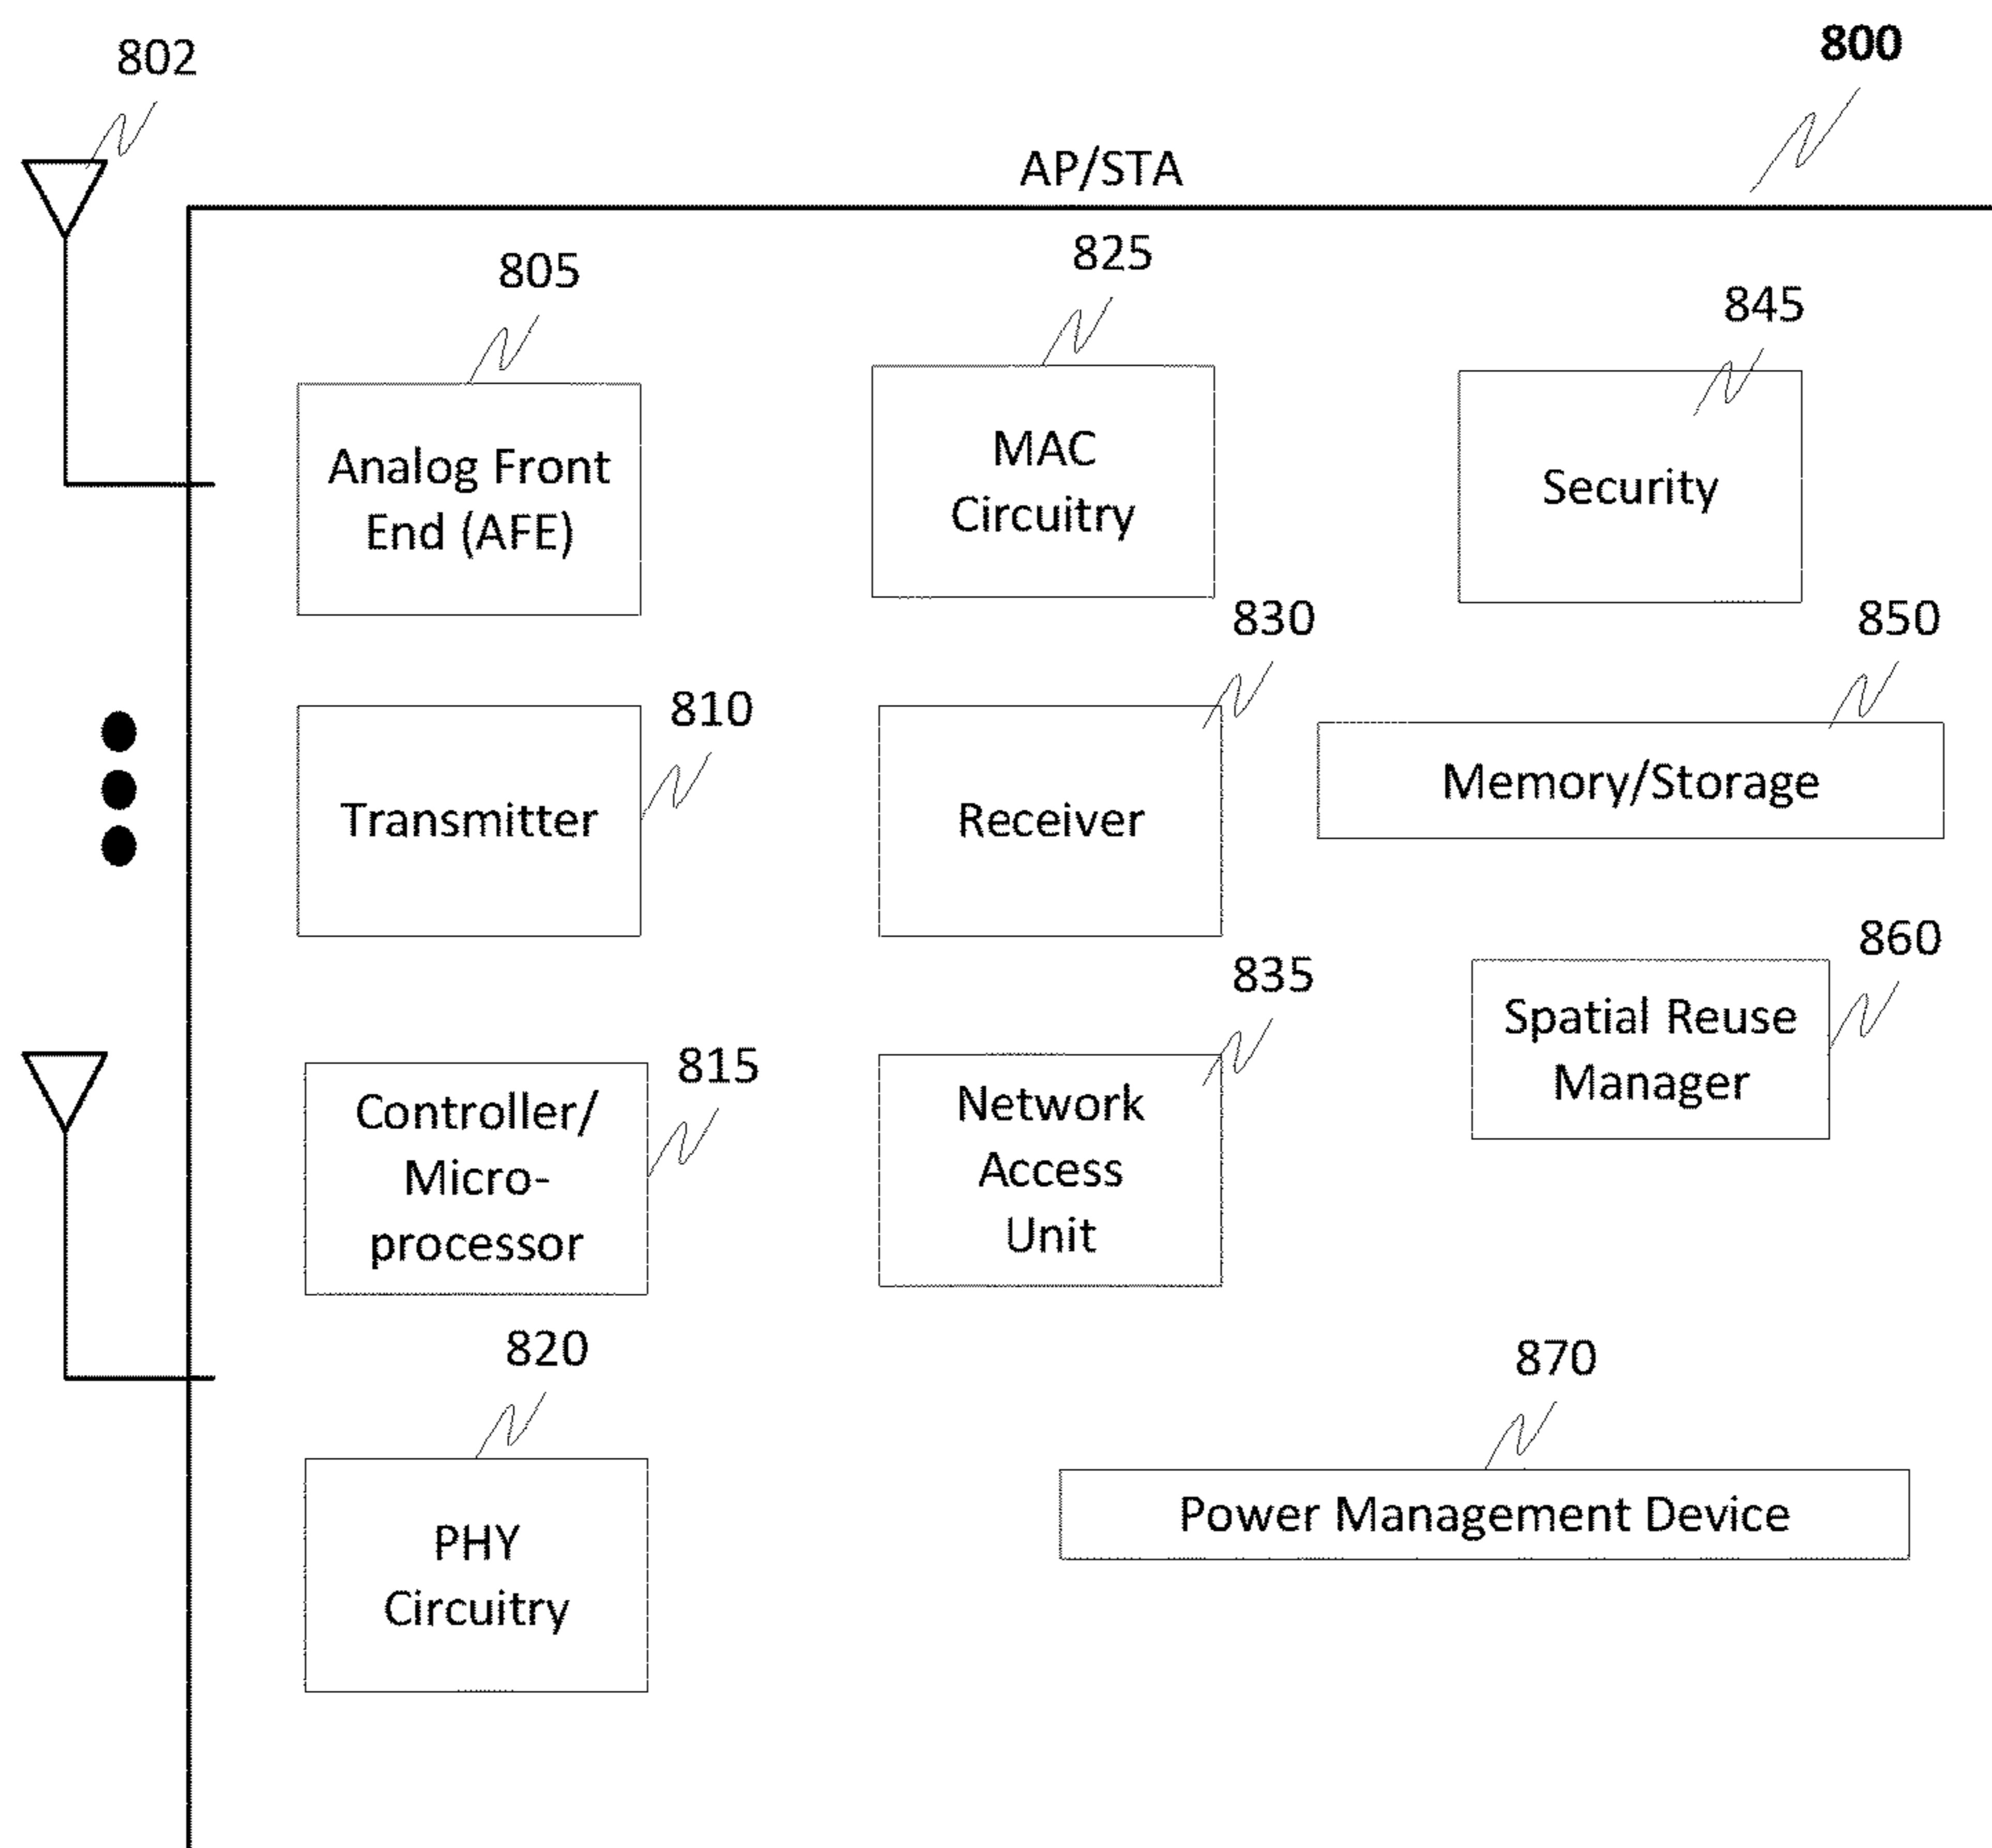 802
800
AP/STA
805
825
845
Analog Front
End (AFE)
MAC
Circuitry
Security
810
830
850
Transmitter
Receiver
Memory/Storage
815
835
860
Controller/
Micro-
processor
Network
Access
Unit
Spatial Reuse
Manager
820
870
PHY
Circuitry
Power Management Device